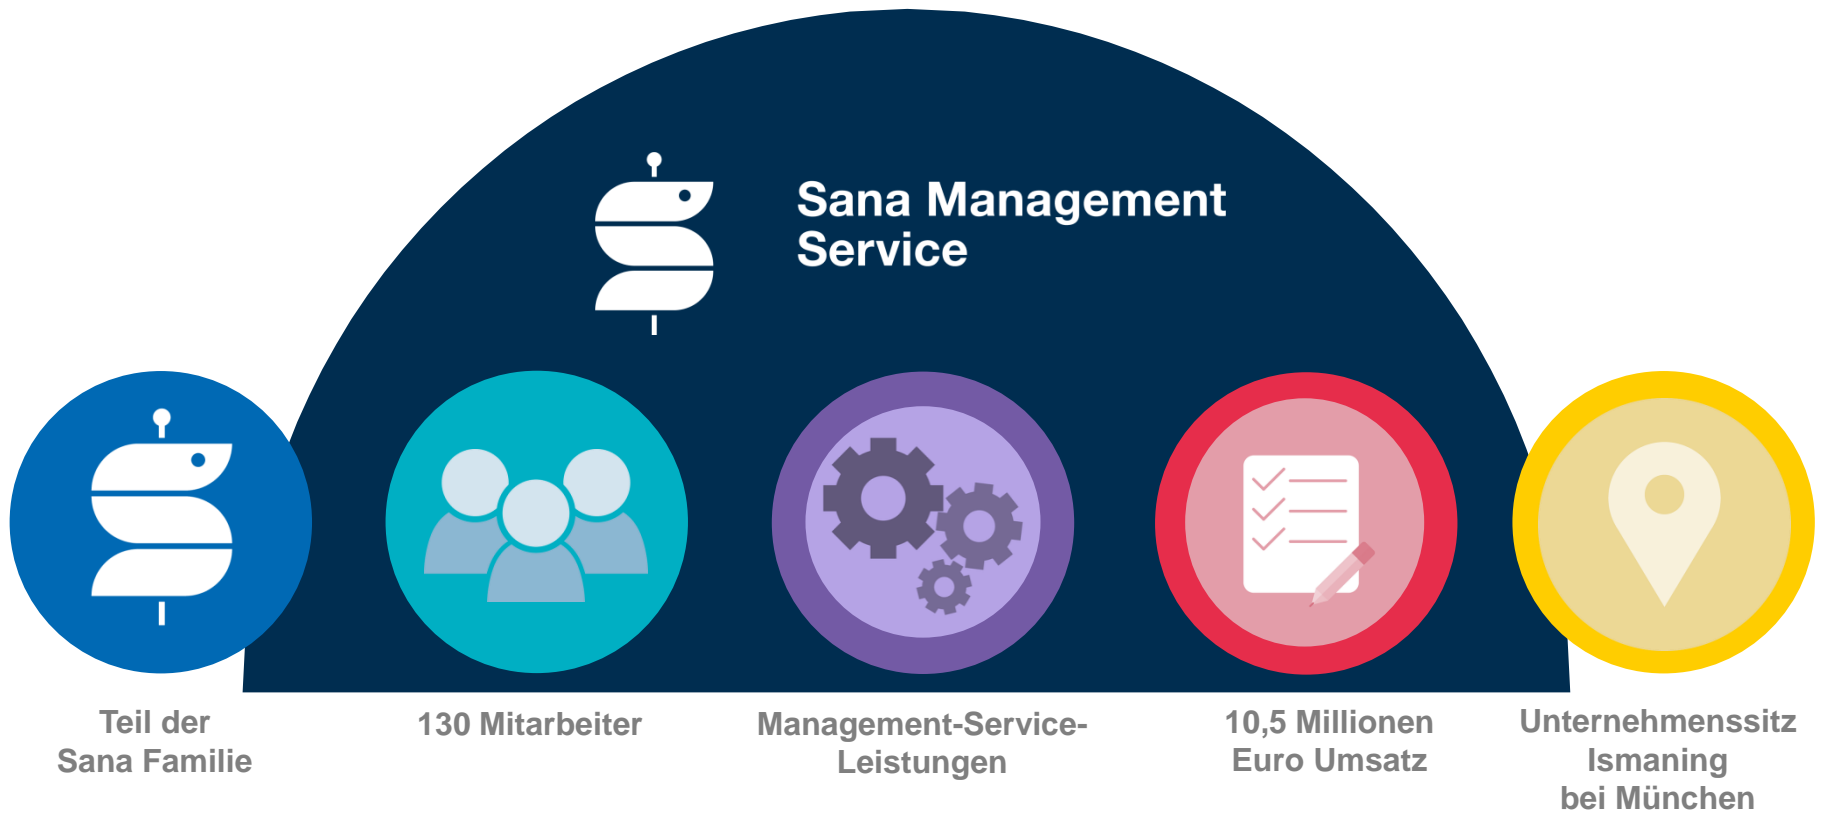 Sana Management
Service
Teil der
Sana Familie
130 Mitarbeiter
Management-Service-
Leistungen
10,5 Millionen
Euro Umsatz
Unternehmenssitz
Ismaning
bei München